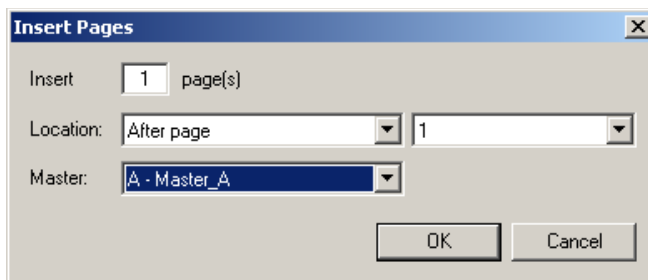 Insert Pages
Insert 1 page(s)
Location: After page 1
Master: A - Master_A
OK Cancel